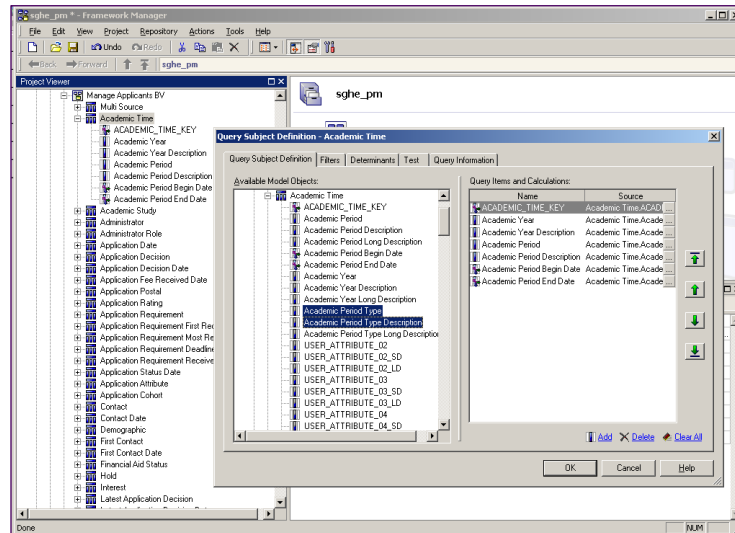 sghe_pm * - Framework Manager
File Edit View Project Repository Actions Tools Help
Undo Redo
Back Forward sghe_pm
Project Viewer
Manage Applicants BV
Multi Source
Academic Time
ACADEMIC_TIME_KEY
Academic Year
Academic Year Description
Academic Period
Academic Period Description
Academic Period Begin Date
Academic Period End Date
Academic Study
Administrator
Administrator Role
Application Date
Application Decision
Application Decision Date
Application Fee Received Date
Application Postal
Application Rating
Application Requirement
Application Requirement First Rec
Application Requirement Most Re
Application Requirement Deadline
Application Requirement Receive
Application Status Date
Application Attribute
Application Cohort
Contact
Contact Date
Demographic
First Contact
First Contact Date
Financial Aid Status
Hold
Interest
Latest Application Decision
Done
sghe_pm
Query Subject Definition - Academic Time
Query Subject Definition Filters Determinants Test Query Information
Available Model Objects:
Academic Time
ACADEMIC_TIME_KEY
Academic Period
Academic Period Description
Academic Period Long Description
Academic Period Begin Date
Academic Period End Date
Academic Year
Academic Year Description
Academic Year Long Description
Academic Period Type
Academic Period Type Description
Academic Period Type Long Description
USER_ATTRIBUTE_02
USER_ATTRIBUTE_02_SD
USER_ATTRIBUTE_02_LD
USER_ATTRIBUTE_03
USER_ATTRIBUTE_03_SD
USER_ATTRIBUTE_03_LD
USER_ATTRIBUTE_04
USER_ATTRIBUTE_04_SD
Query Items and Calculations:
Name Source
ACADEMIC_TIME_KEY Academic Time.ACADI ...
Academic Year Academic Time.Acade ...
Academic Year Description Academic Time.Acade ...
Academic Period Academic Time.Acade ...
Academic Period Description Academic Time.Acade ...
Academic Period Begin Date Academic Time.Acade ...
Academic Period End Date Academic Time.Acade ...
Add Delete Clear All
OK Cancel Help
NUM